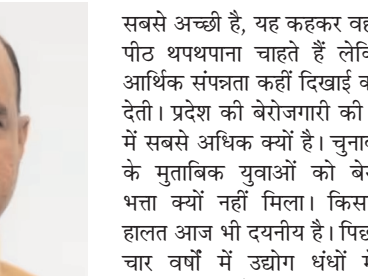 सबसे अच्छी है, यह कहकर वह
पीठ थपथपाना चाहते हैं
आर्थिक संपन्नता कहीं दिखाई
देती। प्रदेश की बेरोजगारी की
में सबसे अधिक क्यों है।
के मुताबिक युवाओं को
भत्ता क्यों नहीं मिला।
हालत आज भी दयनीय है।
चार वर्षों में उद्योग धंधों